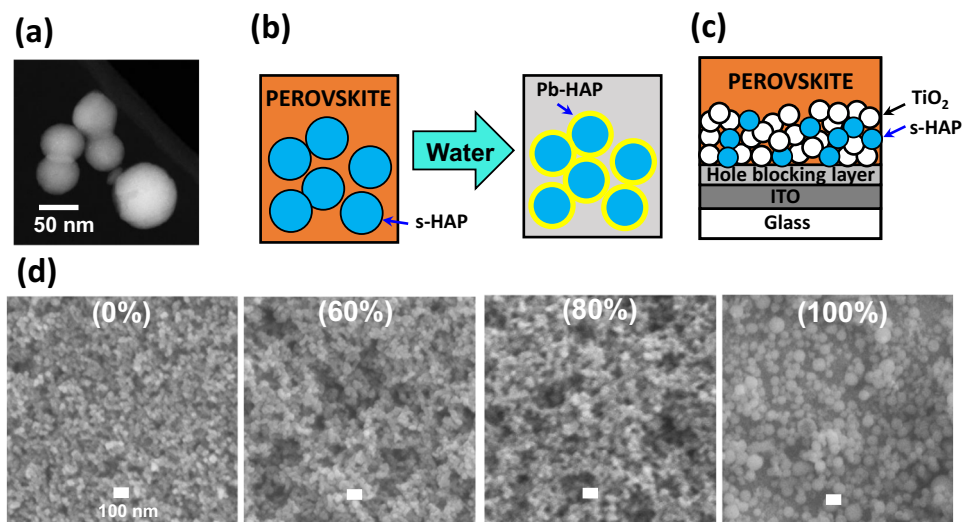 (a)
50 nm
(b)
PEROVSKITE
Water
s-HAP
Pb-HAP
(c)
PEROVSKITE
TiO₂
s-HAP
Hole blocking layer
ITO
Glass
(d)
(0%)
100 nm
(60%)
(80%)
(100%)